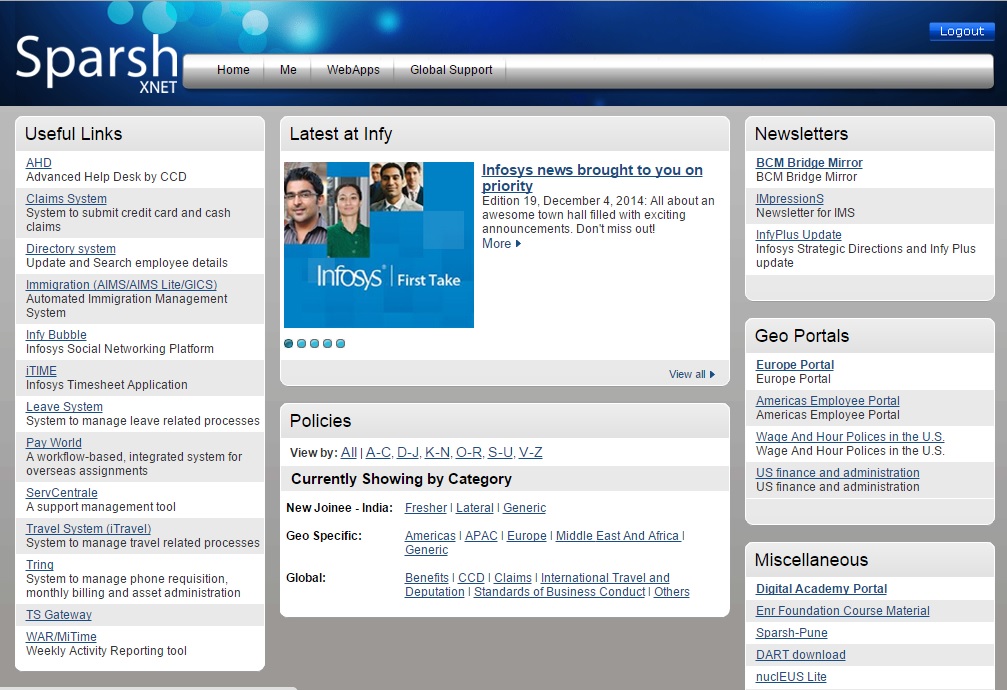 Logout
Sparsh
XNET
Home
Me
WebApps
Global Support
Useful Links
AHD
Advanced Help Desk by CCD
Claims System
System to submit credit card and cash
claims
Directory system
Update and Search employee details
Immigration (AIMS/AIMS Lite/GICS)
Automated Immigration Management
System
Infy Bubble
Infosys Social Networking Platform
iTIME
Infosys Timesheet Application
Leave System
System to manage leave related processes
Pay World
A workflow-based, integrated system for
overseas assignments
ServCentrale
A support management tool
Travel System (iTravel)
System to manage travel related processes
Tring
System to manage phone requisition,
monthly billing and asset administration
TS Gateway
WAR/MiTime
Weekly Activity Reporting tool
Latest at Infy
Infosys | First Take
Infosys news brought to you on
priority
Edition 19, December 4, 2014: All about an
awesome town hall filled with exciting
announcements. Don't miss out!
More
View all
Policies
View by: All | A-C, D-J, K-N, O-R, S-U, V-Z
Currently Showing by Category
New Joinee - India: Fresher | Lateral | Generic
Geo Specific: Americas | APAC | Europe | Middle East And Africa |
Generic
Global: Benefits | CCD | Claims | International Travel and
Deputation | Standards of Business Conduct | Others
Newsletters
BCM Bridge Mirror
BCM Bridge Mirror
IMpressionS
Newsletter for IMS
InfyPlus Update
Infosys Strategic Directions and Infy Plus
update
Geo Portals
Europe Portal
Europe Portal
Americas Employee Portal
Americas Employee Portal
Wage And Hour Polices in the U.S.
Wage And Hour Polices in the U.S.
US finance and administration
US finance and administration
Miscellaneous
Digital Academy Portal
Enr Foundation Course Material
Sparsh-Pune
DART download
nuclEUS Lite